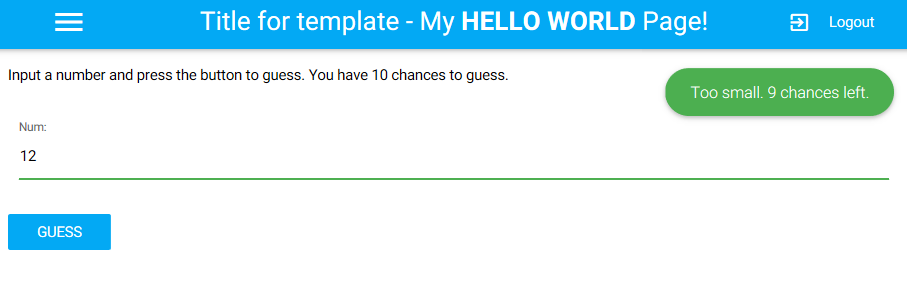 Title for template - My HELLO WORLD Page!
Logout
Input a number and press the button to guess. You have 10 chances to guess.
Too small. 9 chances left.
Num:
12
GUESS